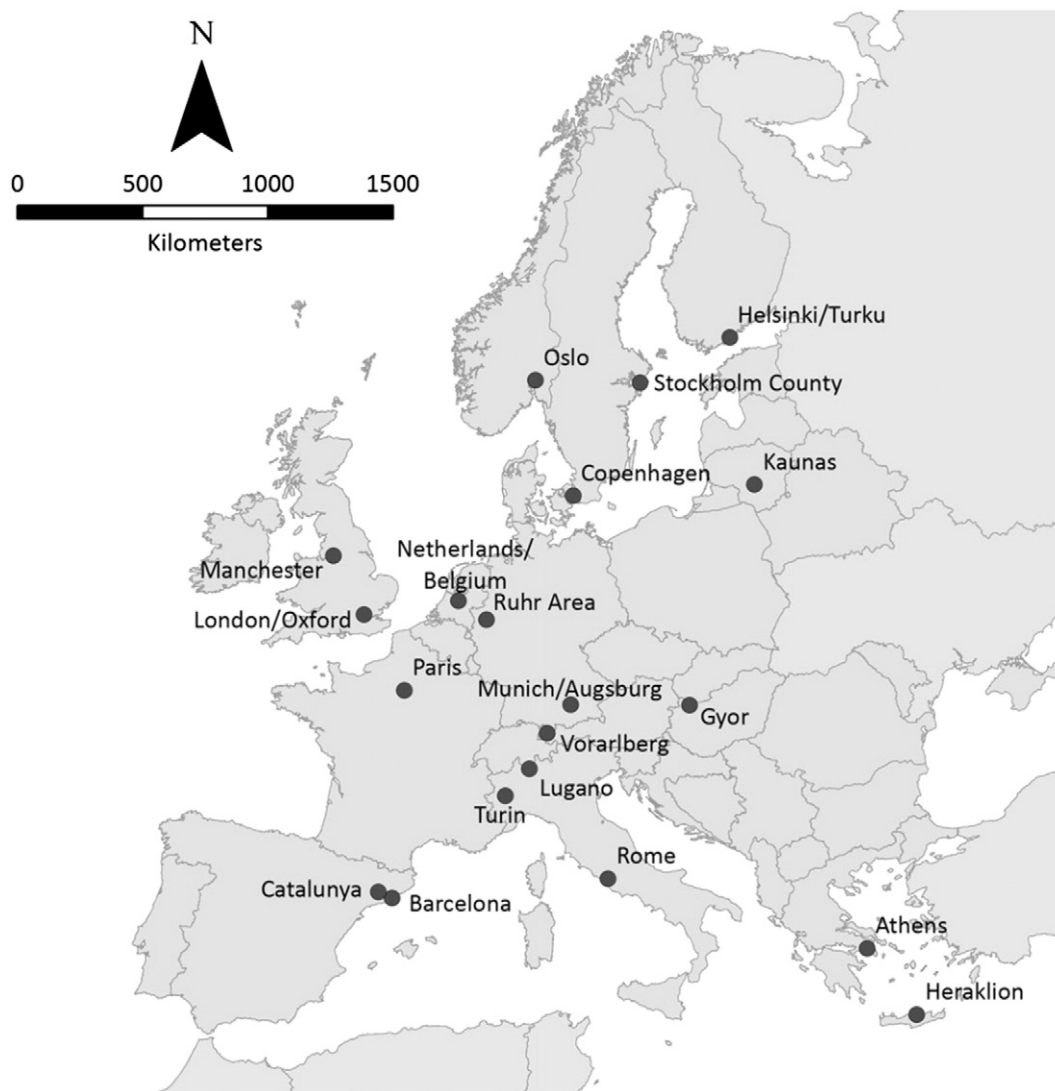 N
0 500 1000 1500
Kilometers
Helsinki/Turku
Oslo
Stockholm County
Kaunas
Copenhagen
Netherlands/
Belgium
Manchester
Ruhr Area
London/Oxford
Paris
Munich/Augsburg
Gyor
Vorarlberg
Lugano
Turin
Rome
Catalunya
Barcelona
Athens
Heraklion